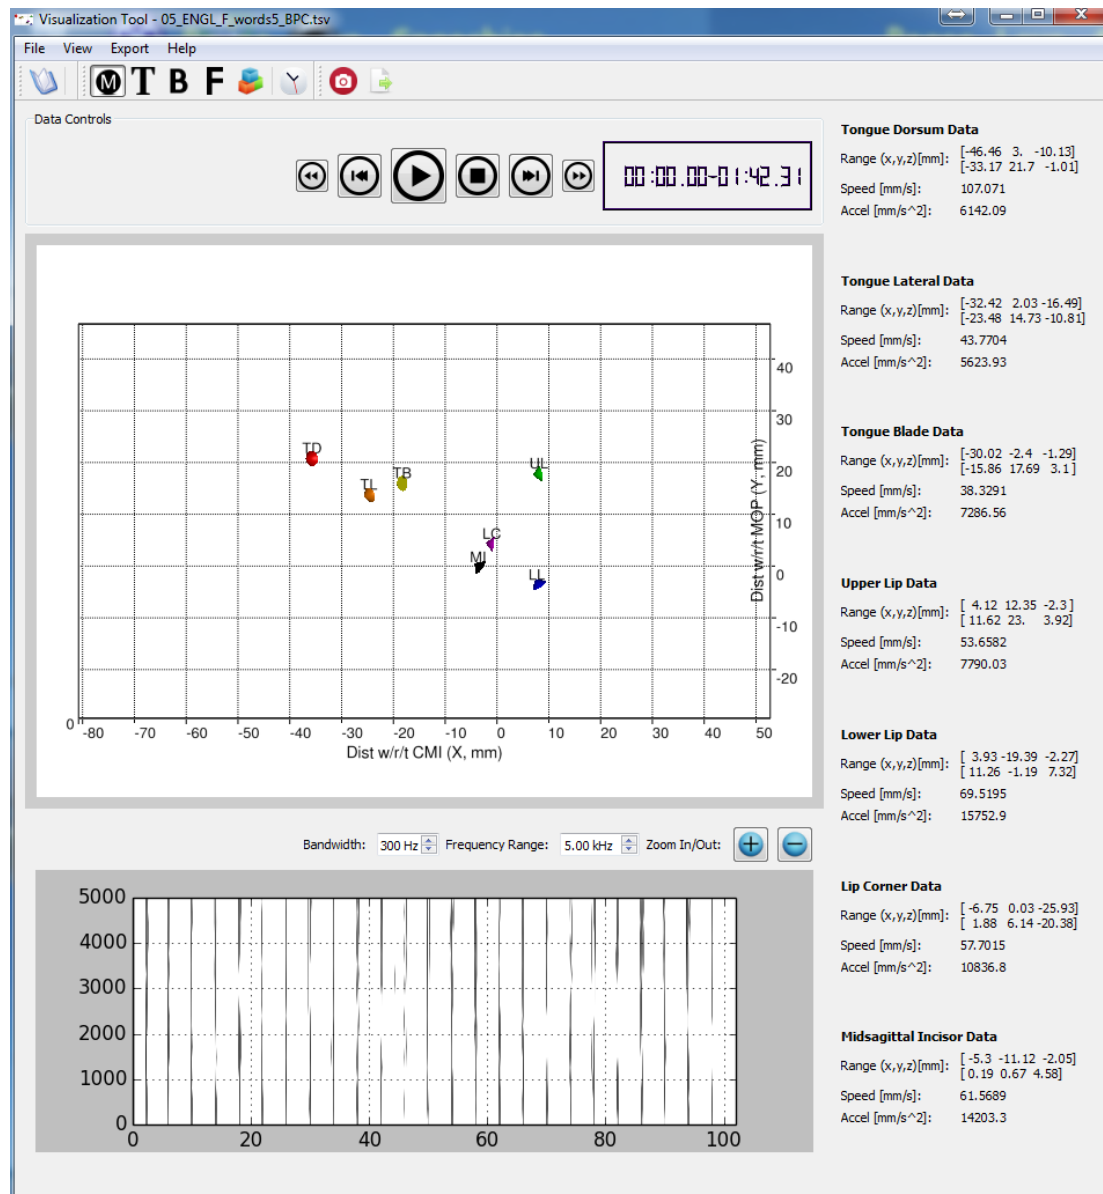 Visualization Tool - 05_ENGL_F_words5_BPC.tsv
File View Export Help
M T B F
Data Controls
00:00.00-01:42.31
Tongue Dorsum Data
Range (x,y,z)[mm]: [-46.46 3. -10.13]
[-33.17 21.7 -1.01]
Speed [mm/s]: 107.071
Accel [mm/s^2]: 6142.09
Tongue Lateral Data
Range (x,y,z)[mm]: [-32.42 2.03 -16.49]
[-23.48 14.73 -10.81]
Speed [mm/s]: 43.7704
Accel [mm/s^2]: 5623.93
Tongue Blade Data
Range (x,y,z)[mm]: [-30.02 -2.4 -1.29]
[-15.86 17.69 3.1 ]
Speed [mm/s]: 38.3291
Accel [mm/s^2]: 7286.56
Upper Lip Data
Range (x,y,z)[mm]: [ 4.12 12.35 -2.3 ]
[ 11.62 23. 3.92]
Speed [mm/s]: 53.6582
Accel [mm/s^2]: 7790.03
Lower Lip Data
Range (x,y,z)[mm]: [ 3.93 -19.39 -2.27]
[ 11.26 -1.19 7.32]
Speed [mm/s]: 69.5195
Accel [mm/s^2]: 15752.9
Lip Corner Data
Range (x,y,z)[mm]: [ -6.75 0.03 -25.93]
[ 1.88 6.14 -20.38]
Speed [mm/s]: 57.7015
Accel [mm/s^2]: 10836.8
Midsagittal Incisor Data
Range (x,y,z)[mm]: [ -5.3 -11.12 -2.05]
[ 0.19 0.67 4.58]
Speed [mm/s]: 61.5689
Accel [mm/s^2]: 14203.3
40
30
20
10
0
-10
-20
Dist w/r/t MOP (Y, mm)
TD
TL
TB
UL
LC
MI
LL
0
-80 -70 -60 -50 -40 -30 -20 -10 0 10 20 30 40 50
Dist w/r/t CMI (X, mm)
Bandwidth: 300 Hz Frequency Range: 5.00 kHz Zoom In/Out:
5000
4000
3000
2000
1000
0
0 20 40 60 80 100